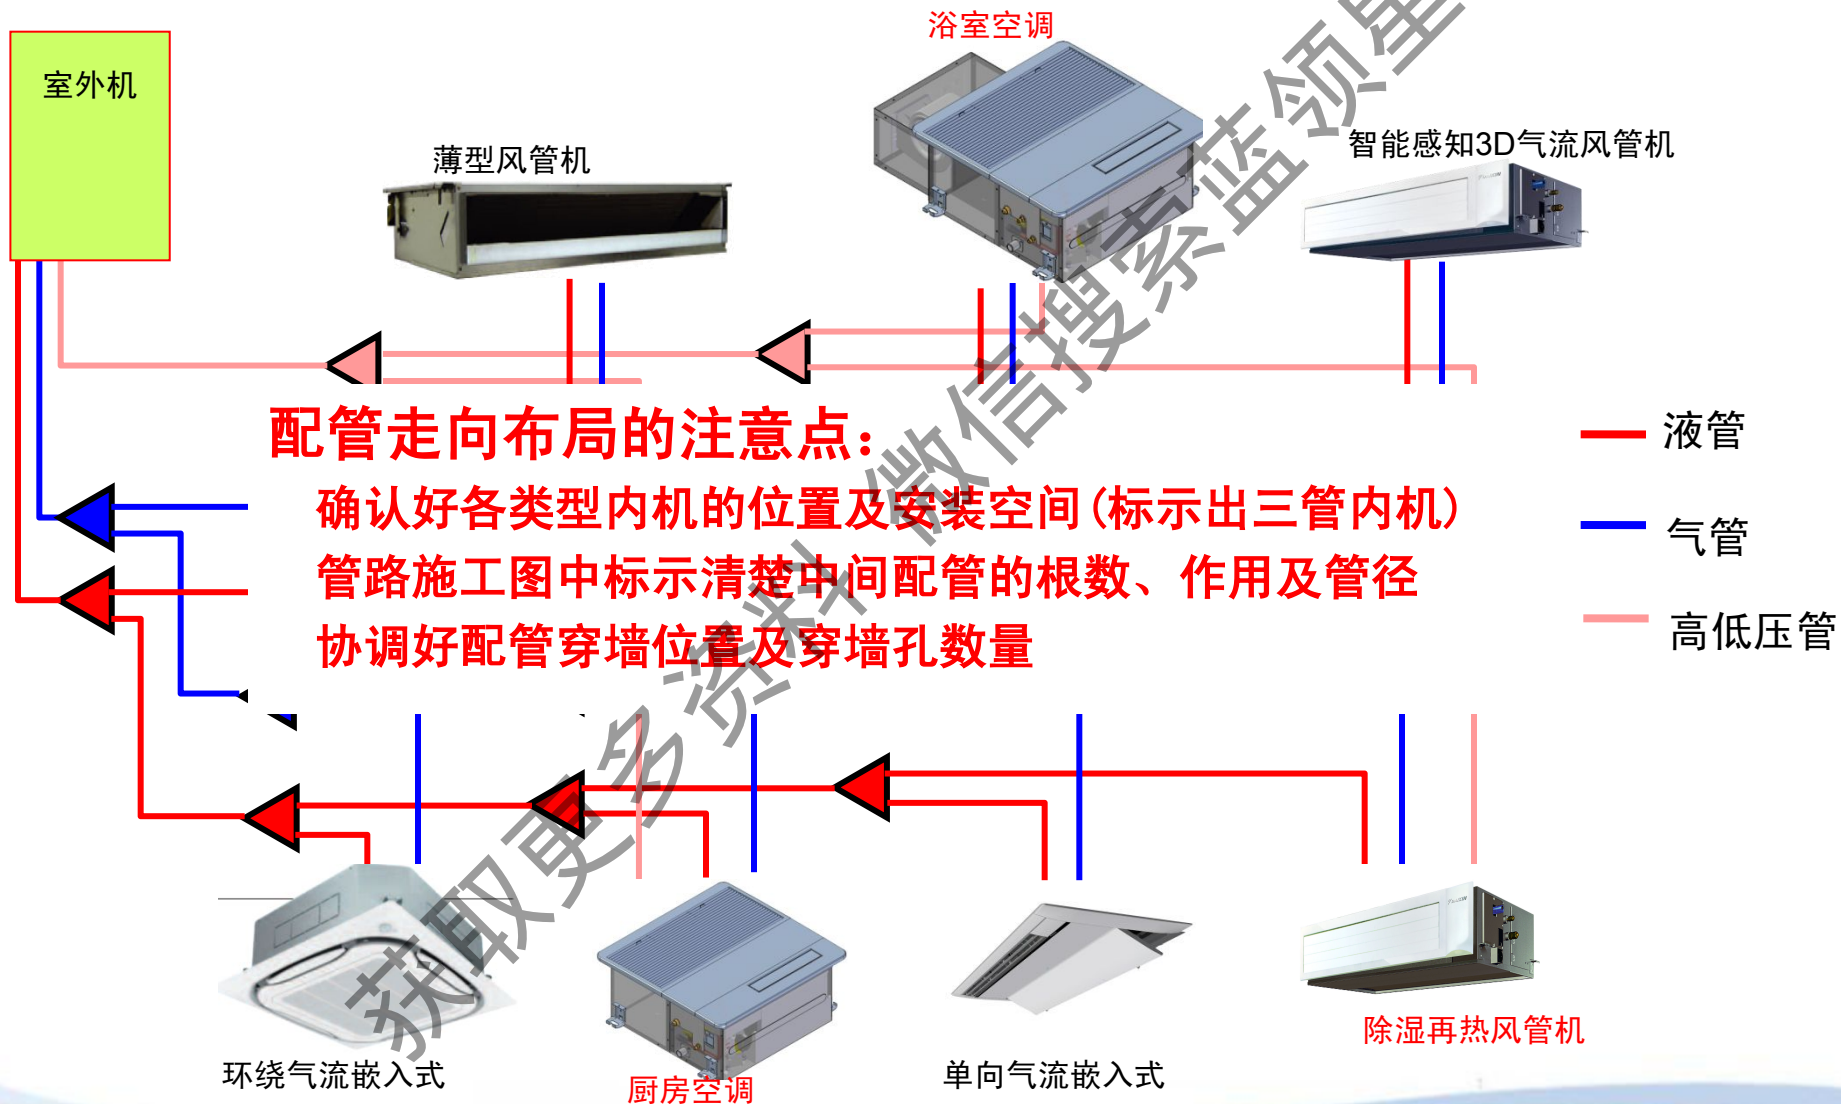 浴室空调
室外机
薄型风管机
智能感知3D气流风管机
配管走向布局的注意点:
确认好各类型内机的位置及安装空间(标示出三管内机)
管路施工图中标示清楚中间配管的根数、作用及管径
协调好配管穿墙位置及穿墙孔数量
液管
气管
高低压管
环绕气流嵌入式
厨房空调
单向气流嵌入式
除湿再热风管机
获取更多资料 微信搜索蓝领星